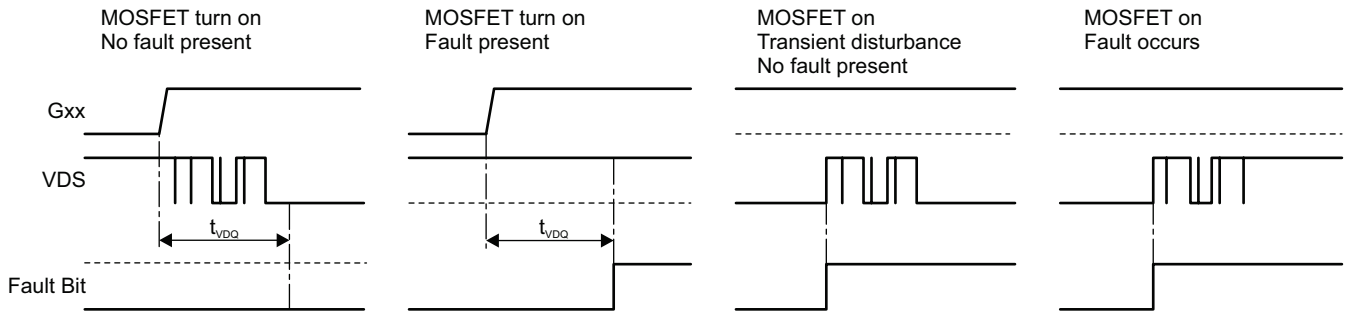 MOSFET turn on
No fault present
MOSFET turn on
Fault present
MOSFET on
Transient disturbance
No fault present
MOSFET on
Fault occurs
Gxx
VDS
tVDQ
tVDQ
Fault Bit